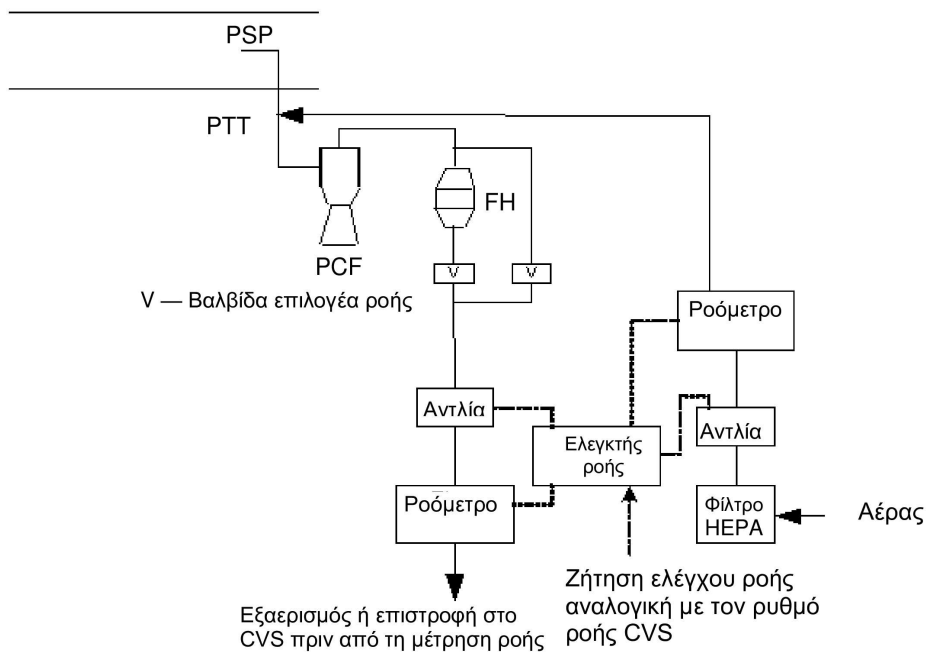 PSP
PTT
FH
PCF
V
V
V — Βαλβίδα επιλογέα ροής
Ροόμετρο
Αντλία
Αντλία
Ελεγκτής
ροής
Ροόμετρο
Φίλτρο
HEPA
Αέρας
Ζήτηση ελέγχου ροής
αναλογική με τον ρυθμό
ροής CVS
Εξαερισμός ή επιστροφή στο
CVS πριν από τη μέτρηση ροής